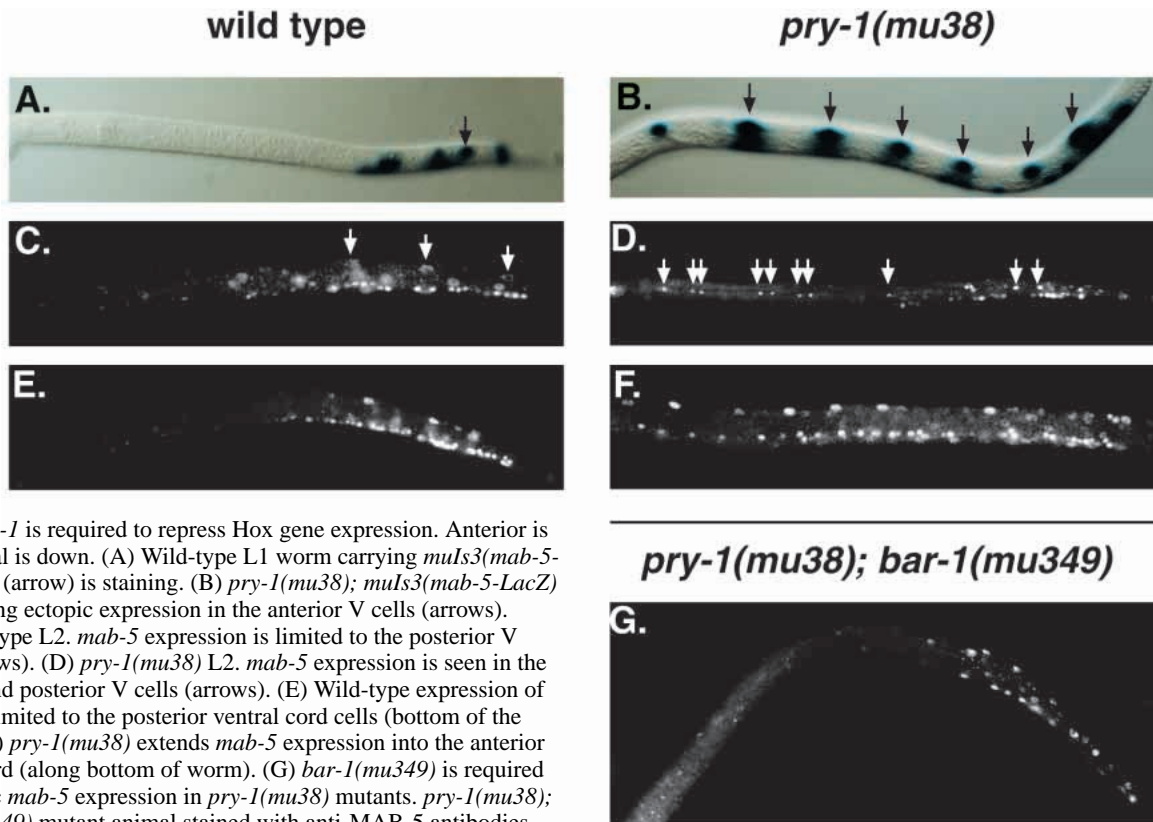 wild type
pry-1(mu38)
A.
B.
C.
D.
E.
F.
-1 is required to repress Hox gene expression. Anterior is
al is down. (A) Wild-type L1 worm carrying muIs3(mab-5-
(arrow) is staining. (B) pry-1(mu38); muIs3(mab-5-LacZ)
ng ectopic expression in the anterior V cells (arrows).
type L2. mab-5 expression is limited to the posterior V
ws). (D) pry-1(mu38) L2. mab-5 expression is seen in the
nd posterior V cells (arrows). (E) Wild-type expression of
imited to the posterior ventral cord cells (bottom of the
) pry-1(mu38) extends mab-5 expression into the anterior
rd (along bottom of worm). (G) bar-1(mu349) is required
mab-5 expression in pry-1(mu38) mutants. pry-1(mu38);
49) mutant animal stained with anti-MAB-5 antibodies
pry-1(mu38); bar-1(mu349)
G.